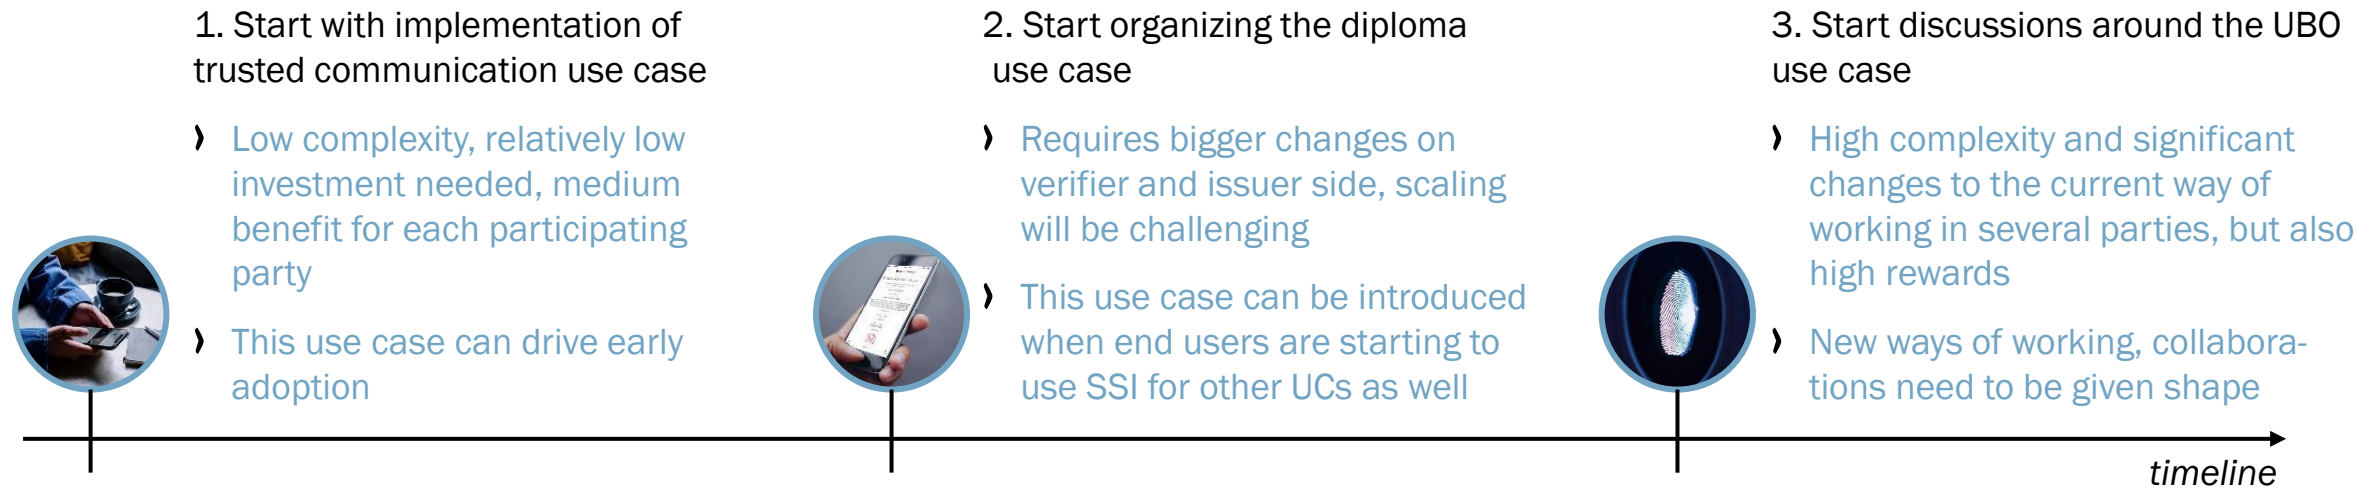 1. Start with implementation of
trusted communication use case
Low complexity, relatively low
investment needed, medium
benefit for each participating
party
This use case can drive early
adoption
2. Start organizing the diploma
use case
Requires bigger changes on
verifier and issuer side, scaling
will be challenging
This use case can be introduced
when end users are starting to
use SSI for other UCs as well
3. Start discussions around the UBO
use case
High complexity and significant
changes to the current way of
working in several parties, but also
high rewards
New ways of working, collabora-
tions need to be given shape
timeline